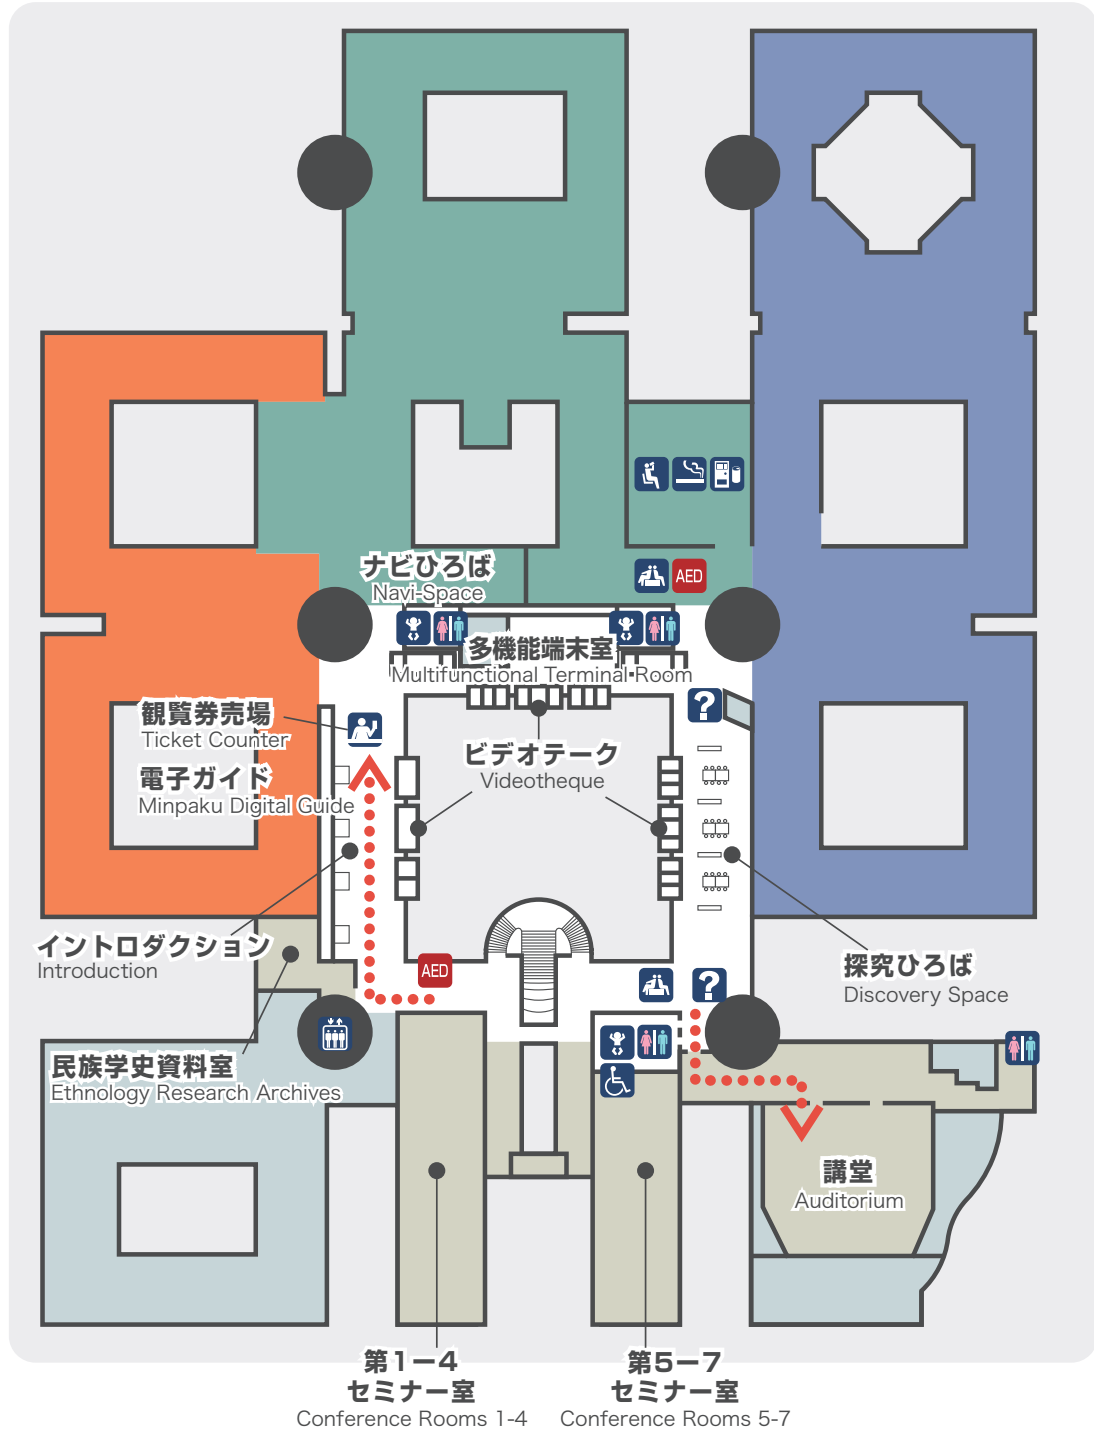 ナビひろば
Navi-Space
AED
多機能端末室
Multifunctional Terminal Room
?
観覧券売場
Ticket Counter
ビデオテーク
Videotheque
電子ガイド
Minpaku Digital Guide
イントロダクション
Introduction
AED
?
探究ひろば
Discovery Space
民族学史資料室
Ethnology Research Archives
講堂
Auditorium
第1ー4
セミナー室
Conference Rooms 1-4
第5ー7
セミナー室
Conference Rooms 5-7